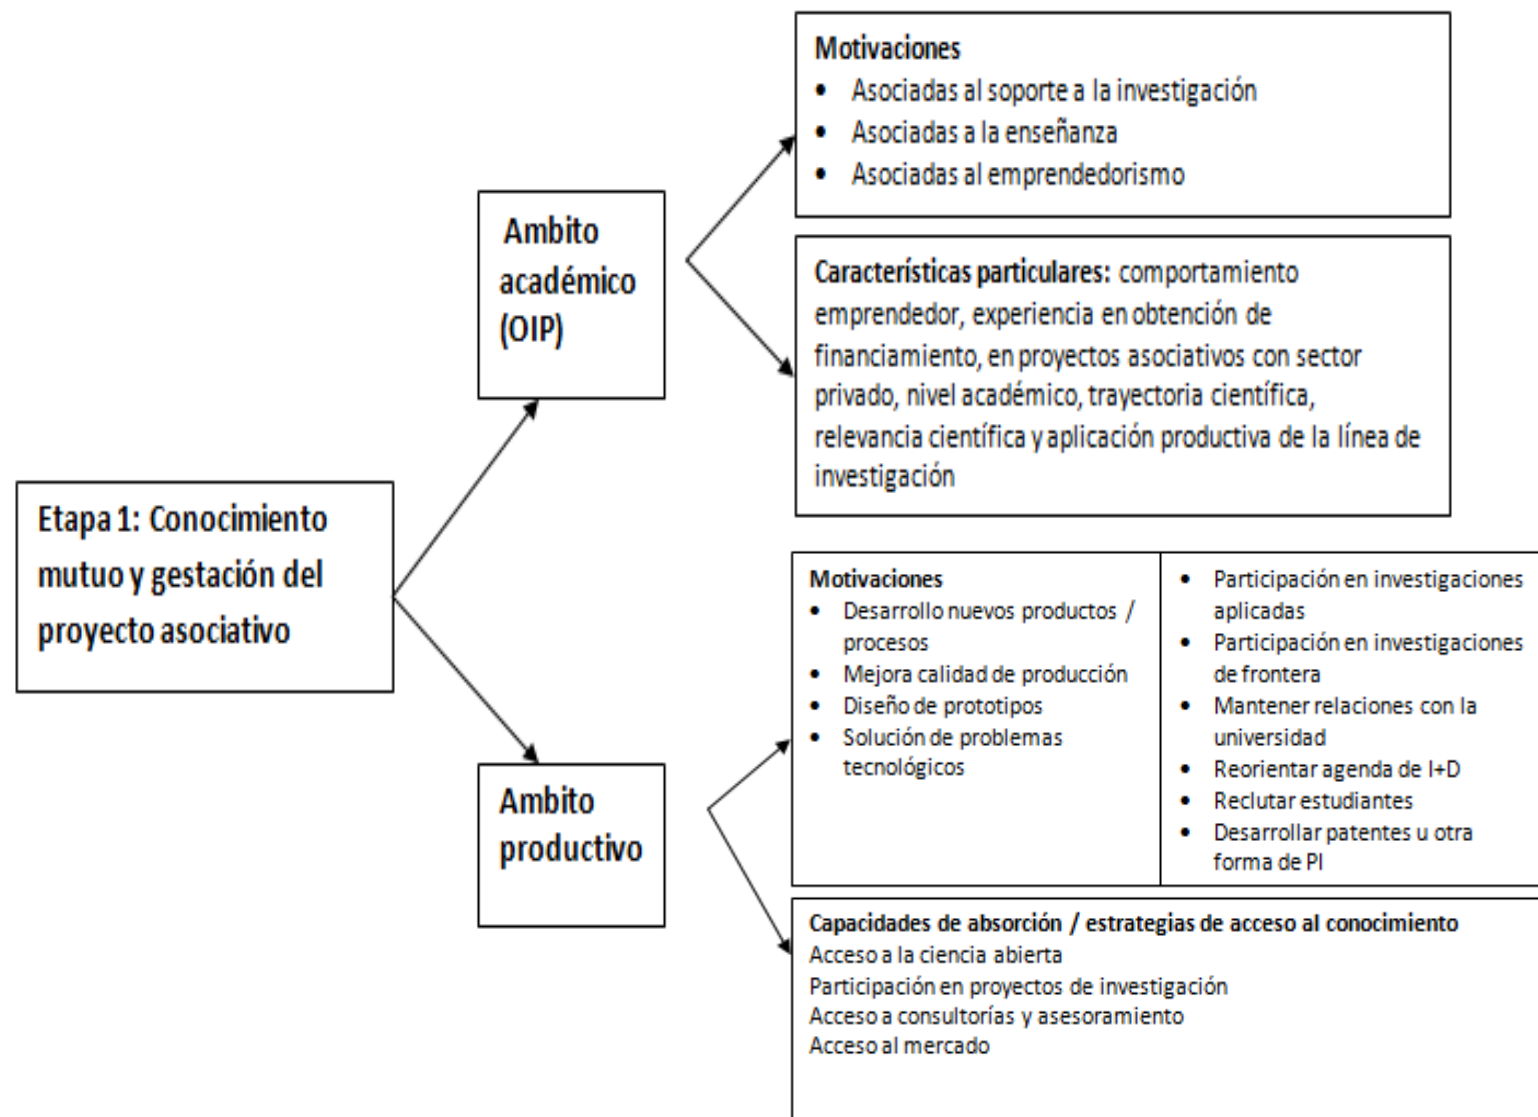 Motivaciones
• Asociadas al soporte a la investigación
• Asociadas a la enseñanza
• Asociadas al emprendedorismo
Ambito
académico
(OIP)
Características particulares: comportamiento
emprendedor, experiencia en obtención de
financiamiento, en proyectos asociativos con sector
privado, nivel académico, trayectoria científica,
relevancia científica y aplicación productiva de la línea de
investigación
Etapa 1: Conocimiento
mutuo y gestación del
proyecto asociativo
Ambito
productivo
Motivaciones
• Desarrollo nuevos productos /
procesos
• Mejora calidad de producción
• Diseño de prototipos
• Solución de problemas
tecnológicos
• Participación en investigaciones
aplicadas
• Participación en investigaciones
de frontera
• Mantener relaciones con la
universidad
• Reorientar agenda de I+D
• Reclutar estudiantes
• Desarrollar patentes u otra
forma de PI
Capacidades de absorción / estrategias de acceso al conocimiento
Acceso a la ciencia abierta
Participación en proyectos de investigación
Acceso a consultorías y asesoramiento
Acceso al mercado